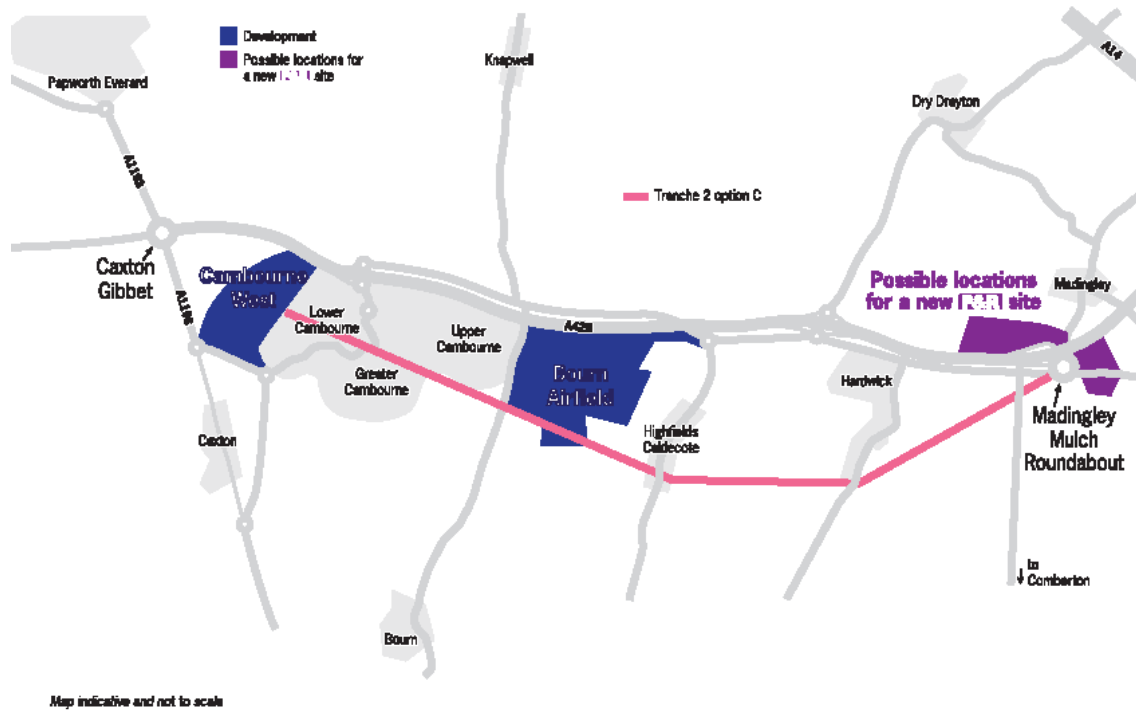 Development
Possible locations for
a new P&R site
Knapwell
A14
Papworth Everard
Dry Drayton
A1198
Tranche 2 option C
Caxton
Gibbet
Cambourne
West
Possible locations
for a new P&R site
Madingley
A1198
Lower
Cambourne
Upper
Cambourne
A428
Greater
Cambourne
Bourn
Airfield
Hardwick
Madingley
Mulch
Roundabout
Caxton
Highfields
Caldecote
to
Comberton
Bourn
Map indicative and not to scale